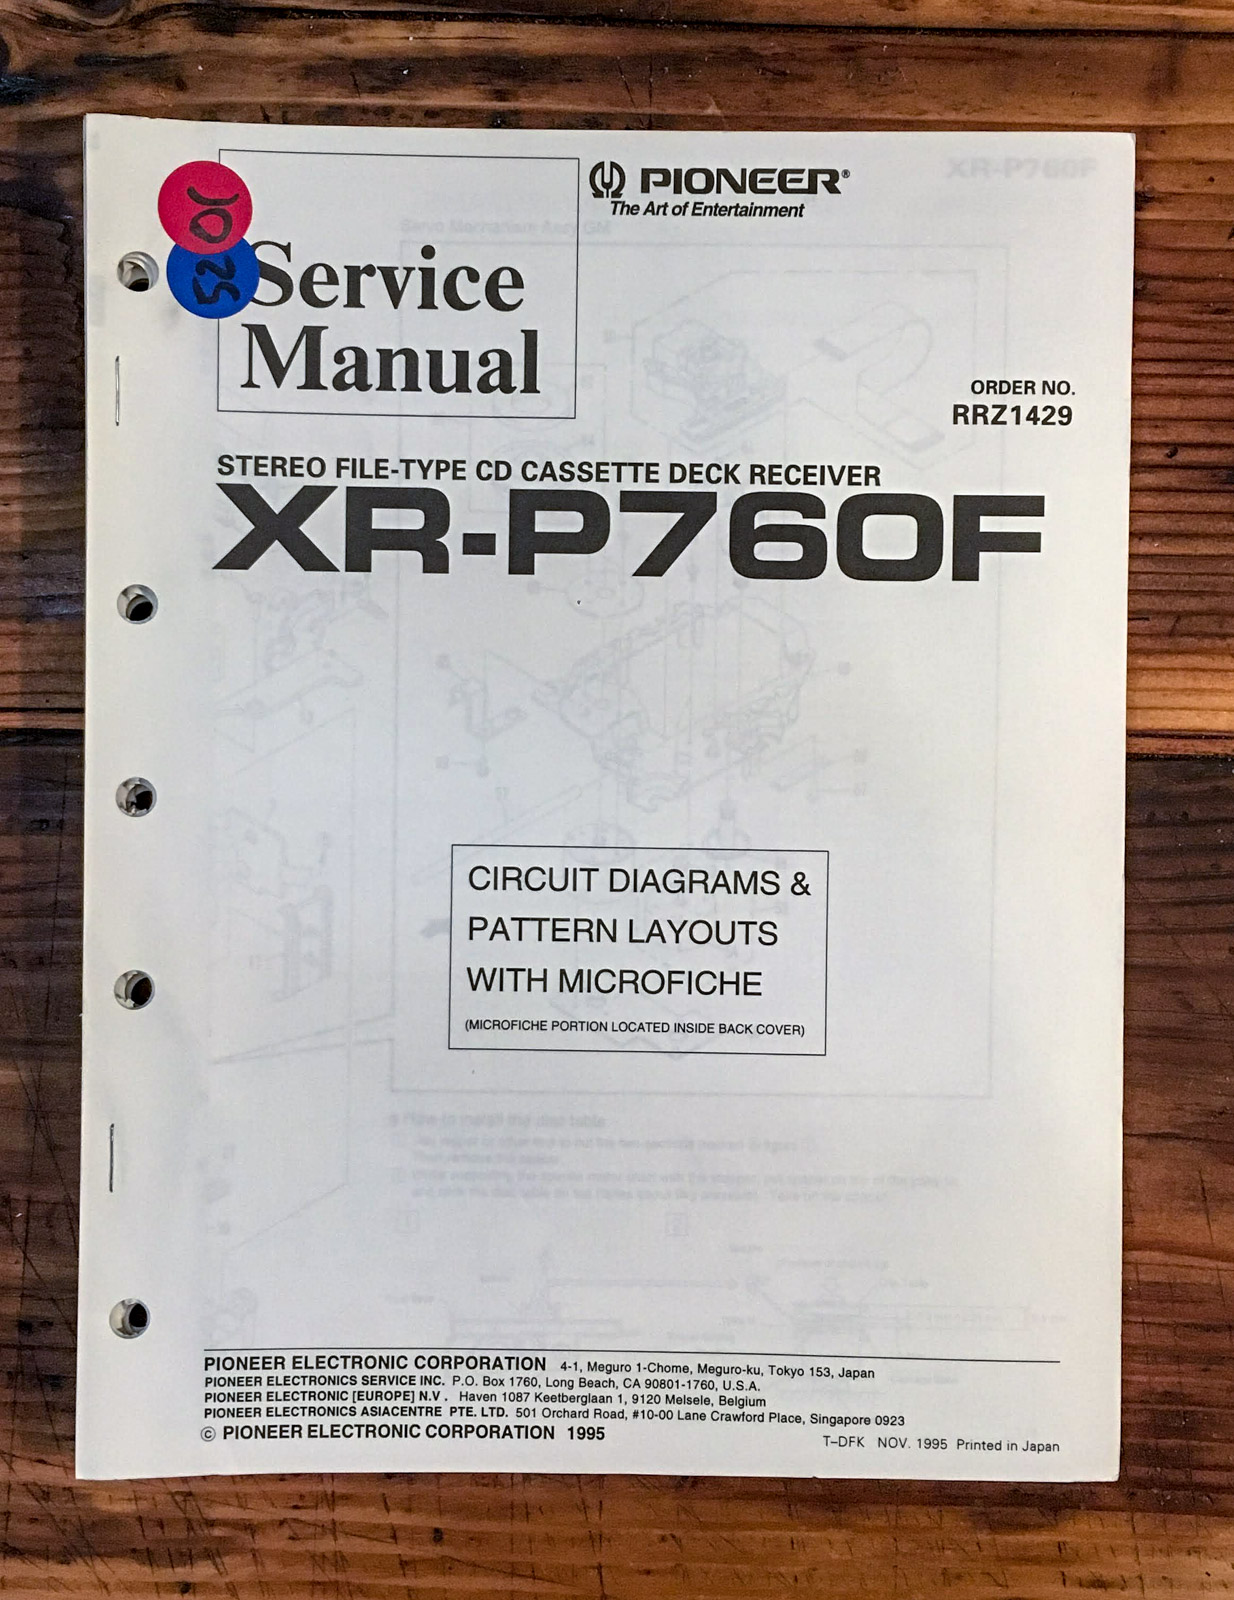 PIONEER®
The Art of Entertainment
Service
Manual
ORDER NO.
RRZ1429
STEREO FILE-TYPE CD CASSETTE DECK RECEIVER
XR-P760F
CIRCUIT DIAGRAMS &
PATTERN LAYOUTS
WITH MICROFICHE
(MICROFICHE PORTION LOCATED INSIDE BACK COVER)
PIONEER ELECTRONIC CORPORATION 4-1, Meguro 1-Chome, Meguro-ku, Tokyo 153, Japan
PIONEER ELECTRONICS SERVICE INC. P.O. Box 1760, Long Beach, CA 90801-1760, U.S.A.
PIONEER ELECTRONIC [EUROPE] N.V. Haven 1087 Keetberglaan 1, 9120 Melsele, Belgium
PIONEER ELECTRONICS ASIACENTRE PTE. LTD. 501 Orchard Road, #10-00 Lane Crawford Place, Singapore 0923
© PIONEER ELECTRONIC CORPORATION 1995
T-DFK NOV. 1995 Printed in Japan